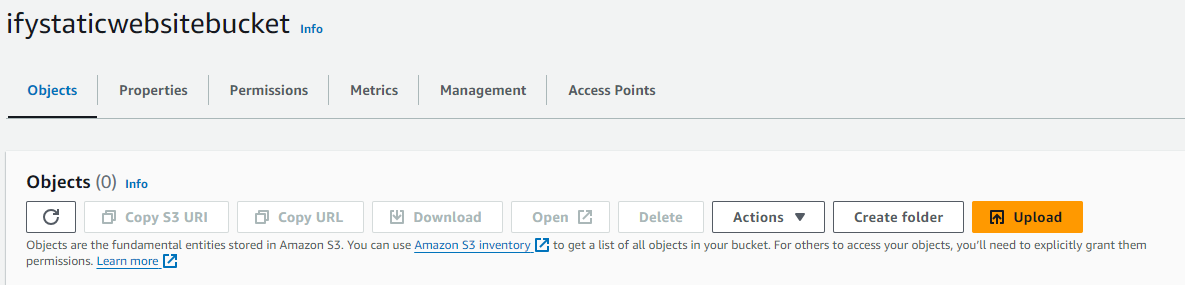 ifystaticwebsitebucket Info
Objects Properties Permissions Metrics Management Access Points
Objects (0) Info
Copy S3 URI Copy URL Download Open Delete Actions Create folder Upload
Objects are the fundamental entities stored in Amazon S3. You can use Amazon S3 inventory to get a list of all objects in your bucket. For others to access your objects, you’ll need to explicitly grant them
permissions. Learn more